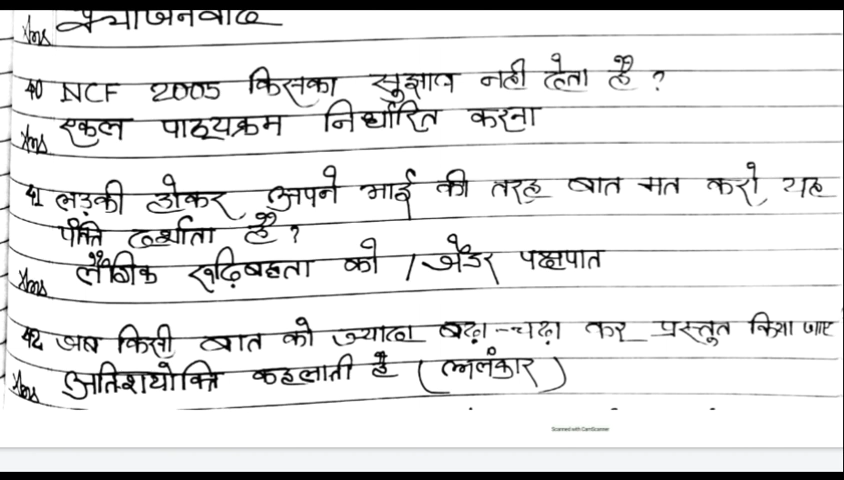 Ans प्रयोजनवाद
40 NCF 2005 किसका सुझाव नही देता है ?
Ans स्कूल पाठ्यक्रम निर्धारित करना
41 लड़की होकर अपने भाई की तरह बात मत करो, यह
पंक्ति दर्शाता है ?
Ans लैंगिक रूढ़िबद्दता को / जेंडर पक्षपात
42 जब किसी बात को ज्यादा बढ़ा-चढ़ा कर प्रस्तुत किया जाए
Ans अतिशयोक्ति कहलाती है (अलंकार)
Scanned with CamScanner